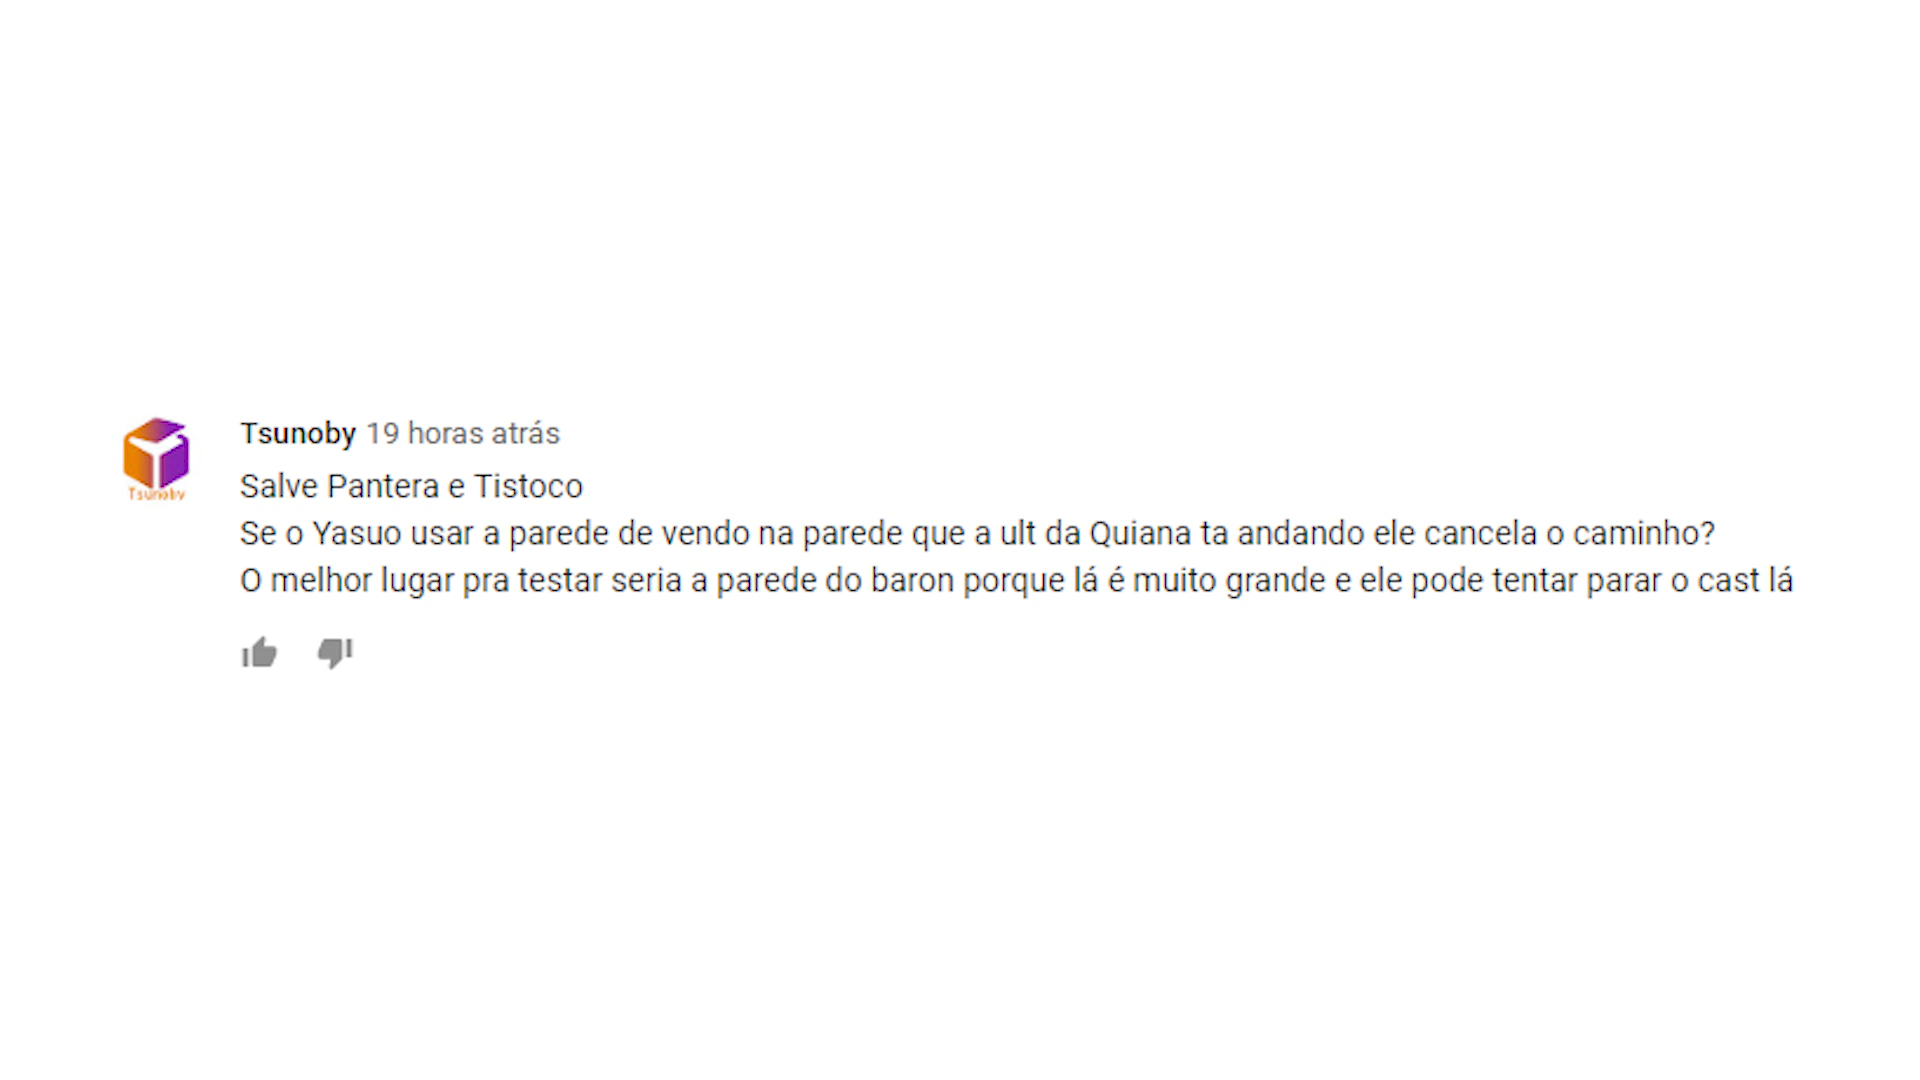 Tsunoby 19 horas atrás
Tsunoby
Salve Pantera e Tistoco
Se o Yasuo usar a parede de vendo na parede que a ult da Quiana ta andando ele cancela o caminho?
O melhor lugar pra testar seria a parede do baron porque lá é muito grande e ele pode tentar parar o cast lá